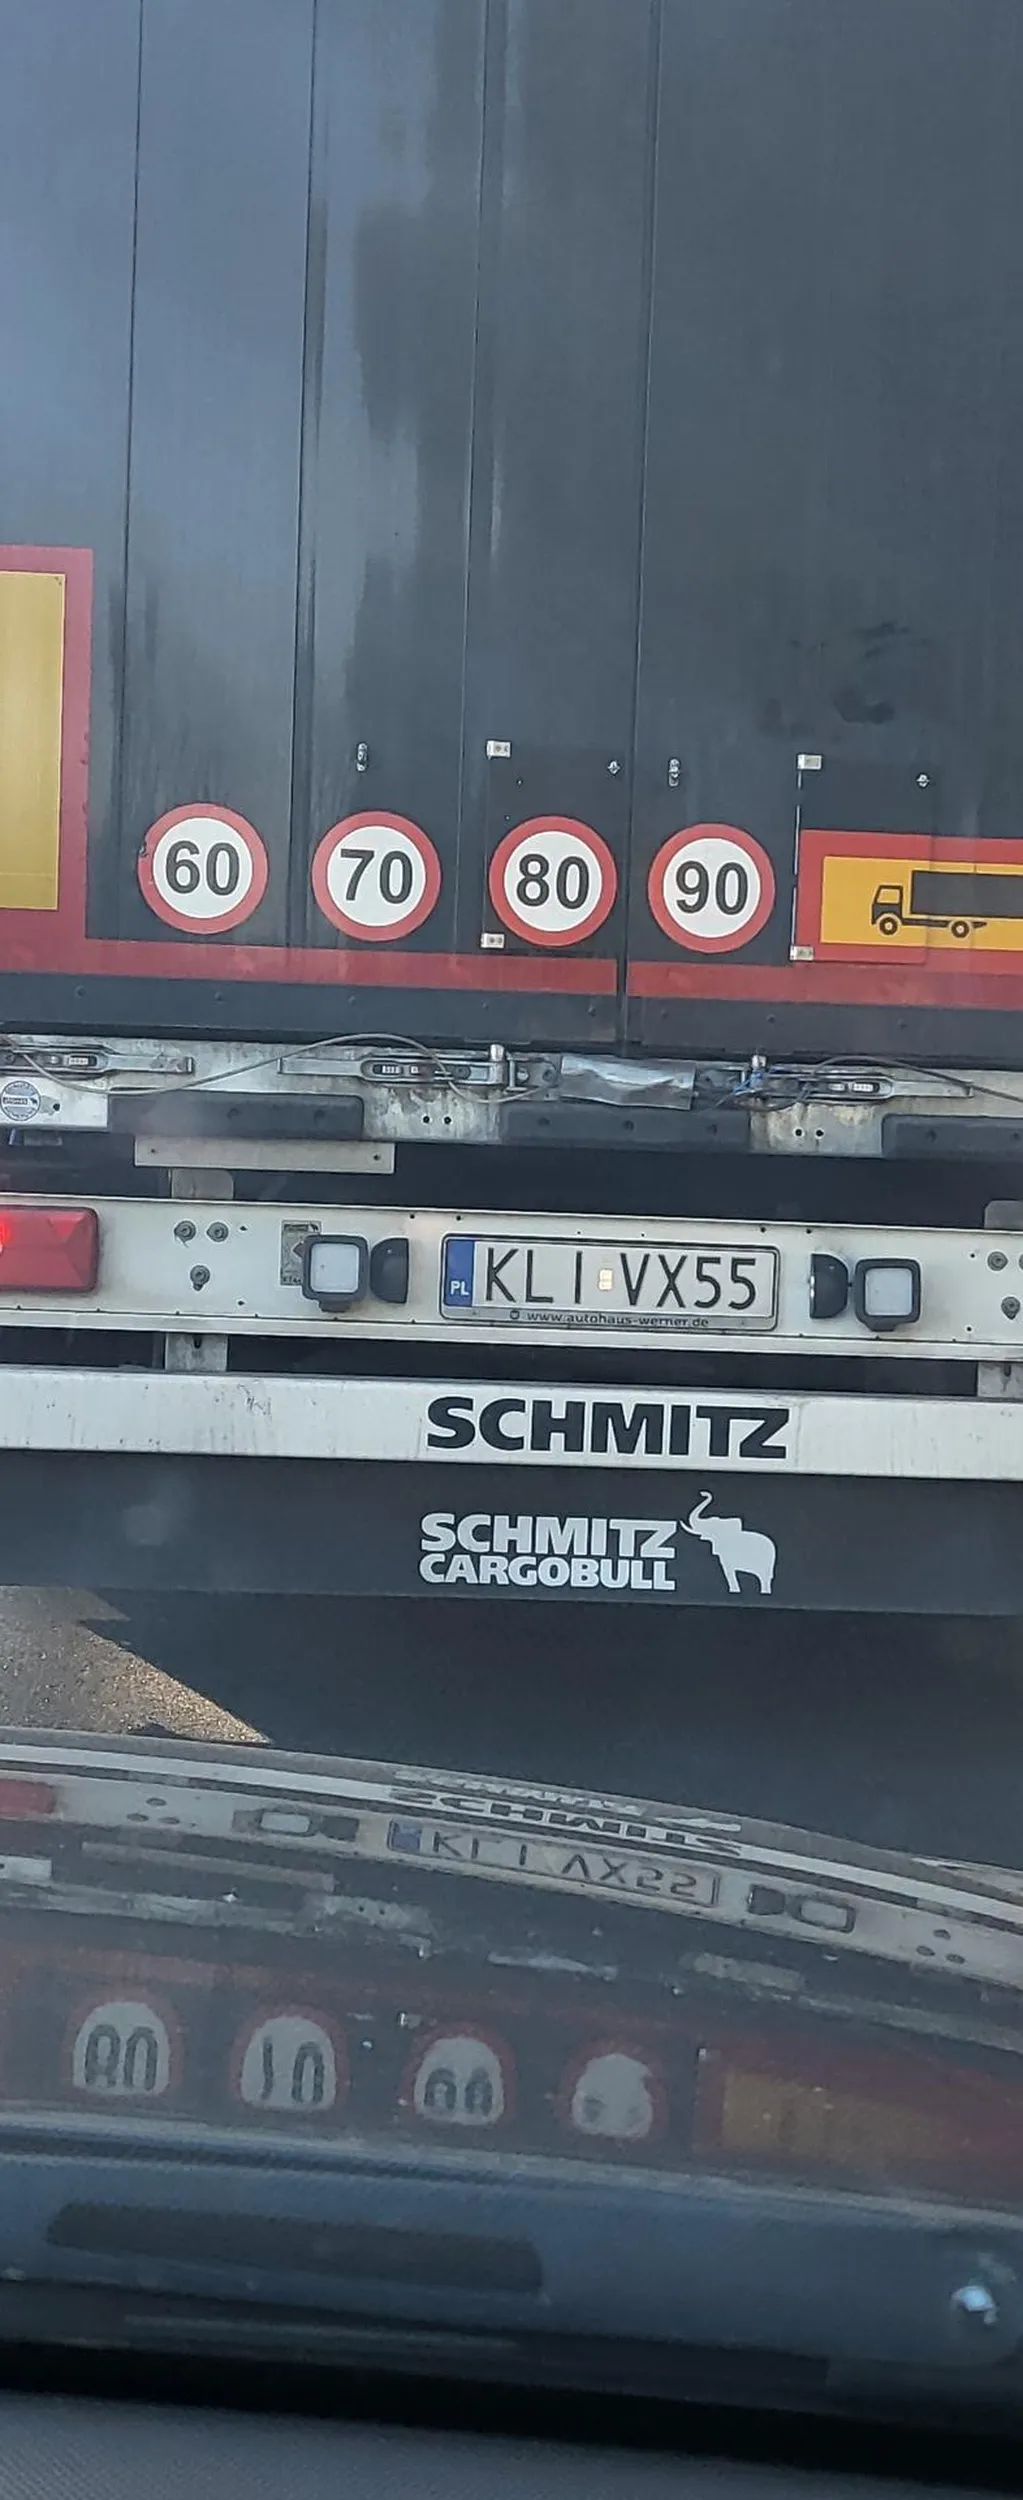 60 70 80 90
PL KLI VX55
© www.autohaus-werner.de
SCHMITZ
SCHMITZ
CARGOBULL